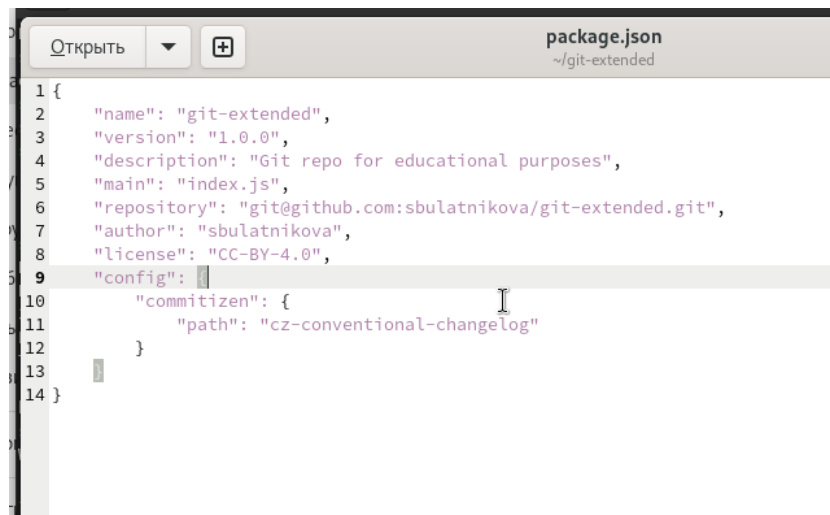 Открыть
package.json
~/git-extended
1 {
2     "name": "git-extended",
3     "version": "1.0.0",
4     "description": "Git repo for educational purposes",
5     "main": "index.js",
6     "repository": "git@github.com:sbulatnikova/git-extended.git",
7     "author": "sbulatnikova",
8     "license": "CC-BY-4.0",
9     "config": {
10         "commitizen": {
11             "path": "cz-conventional-changelog"
12         }
13     }
14 }